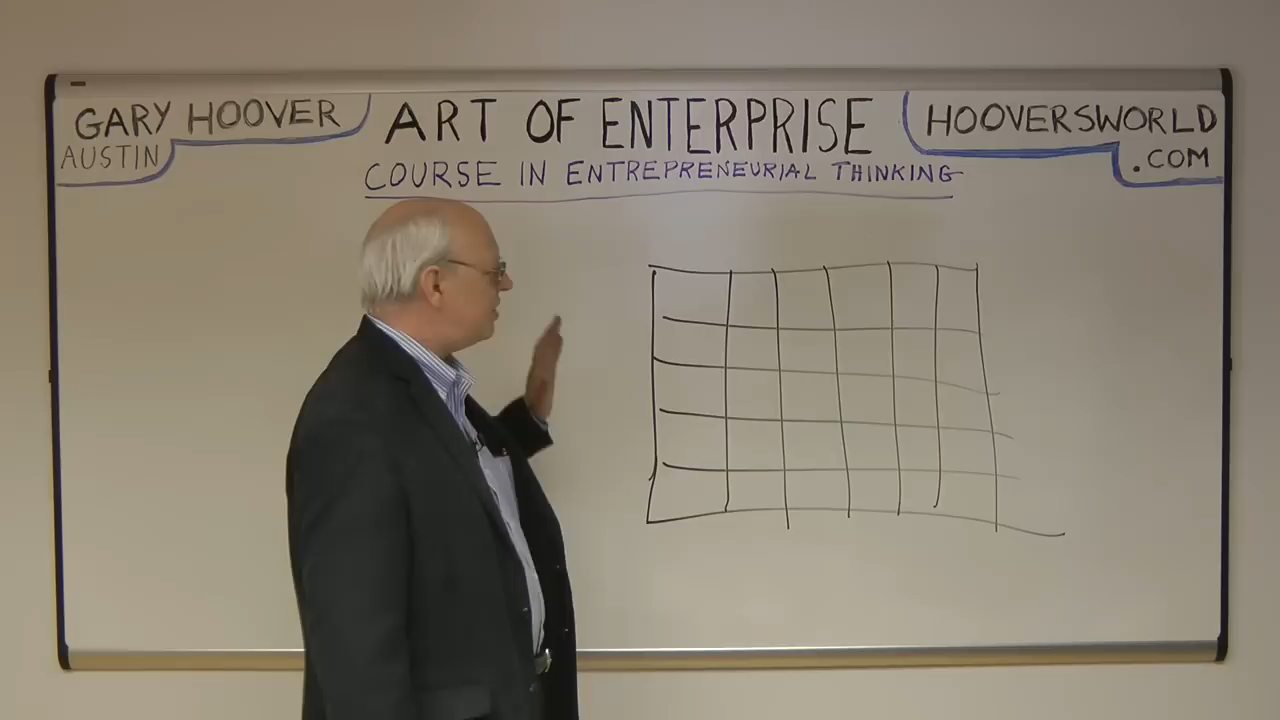 GARY HOOVER
AUSTIN
ART OF ENTERPRISE
COURSE IN ENTREPRENEURIAL THINKING
HOOVERSWORLD
.COM